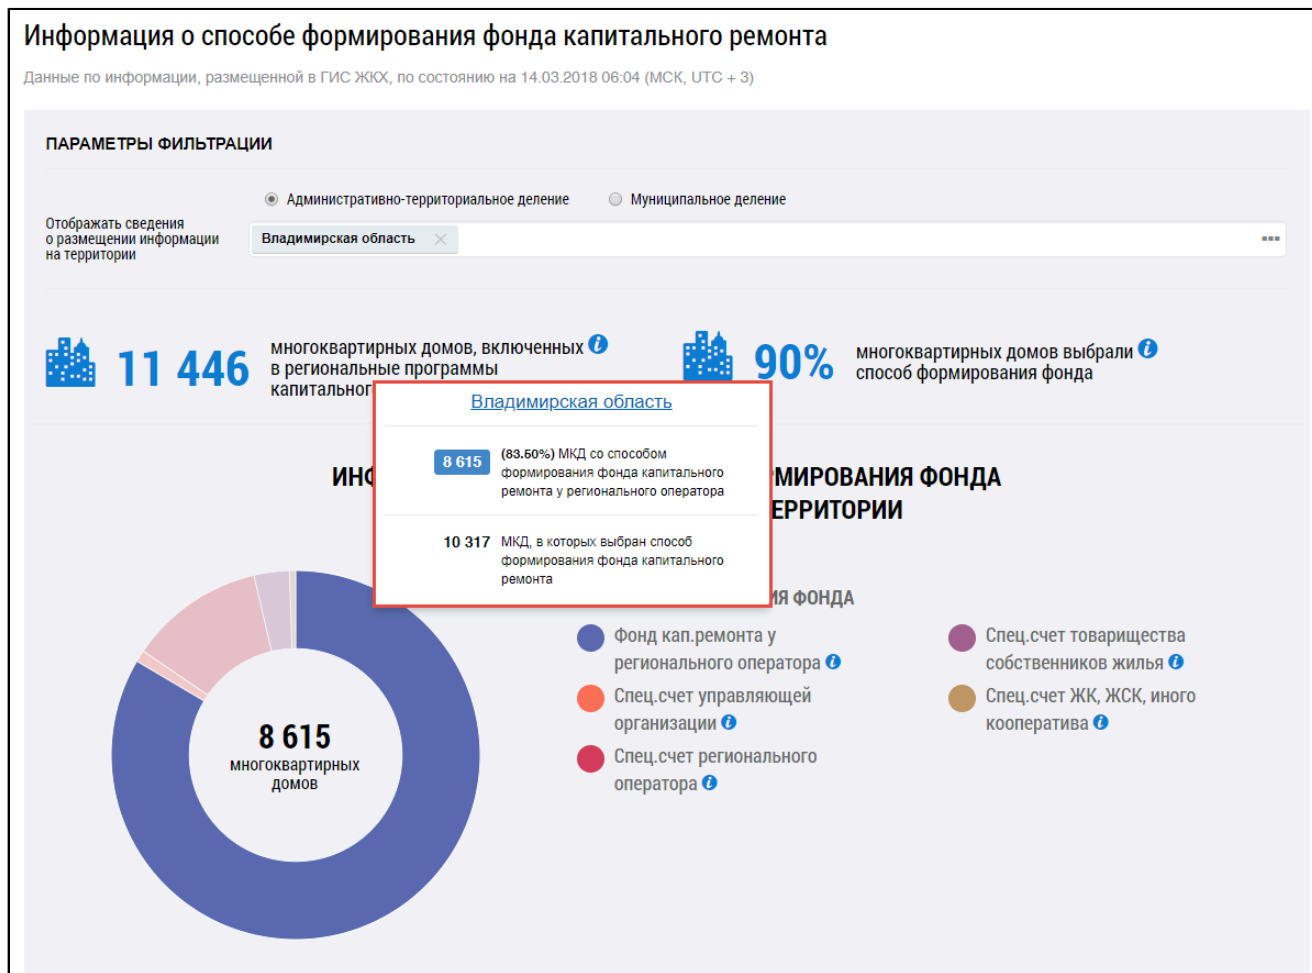 Информация о способе формирования фонда капитального ремонта
Данные по информации, размещенной в ГИС ЖКХ, по состоянию на 14.03.2018 06:04 (МСК, UTC + 3)
ПАРАМЕТРЫ ФИЛЬТРАЦИИ
Административно-территориальное деление
Муниципальное деление
Отображать сведения
о размещении информации
на территории
Владимирская область
11 446
многоквартирных домов, включенных
в региональные программы
капитальног
90%
многоквартирных домов выбрали
способ формирования фонда
Владимирская область
8 615
(83.50%) МКД со способом
формирования фонда капитального
ремонта у регионального оператора
10 317
МКД, в которых выбран способ
формирования фонда капитального
ремонта
МИРОВАНИЯ ФОНДА
ЕРРИТОРИИ
ИЯ ФОНДА
8 615
многоквартирных
домов
Фонд кап.ремонта у
регионального оператора
Спец.счет управляющей
организации
Спец.счет регионального
оператора
Спец.счет товарищества
собственников жилья
Спец.счет ЖК, ЖСК, иного
кооператива